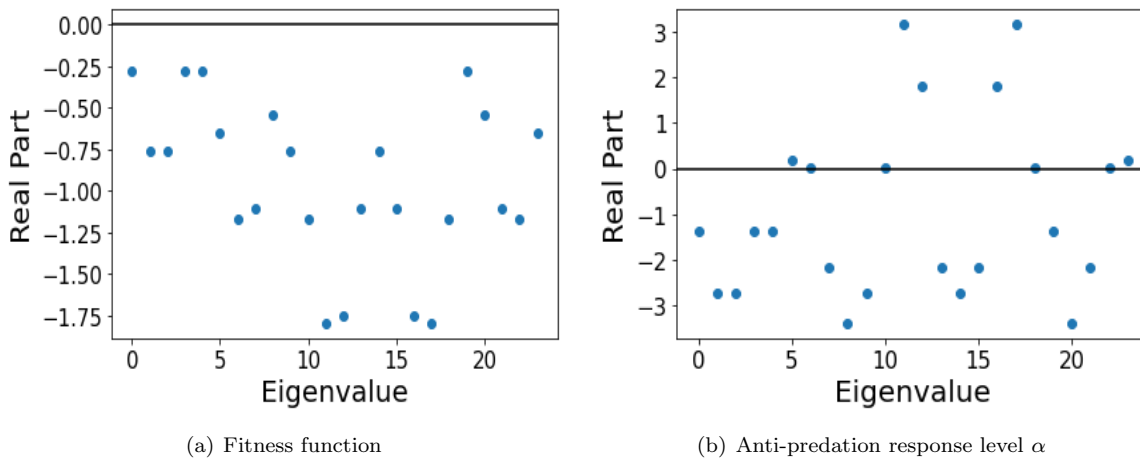 0.00
−0.25
−0.50
−0.75
−1.00
−1.25
−1.50
−1.75
Real Part
0 5 10 15 20
Eigenvalue
(a) Fitness function
3
2
1
0
−1
−2
−3
Real Part
0 5 10 15 20
Eigenvalue
(b) Anti-predation response level α